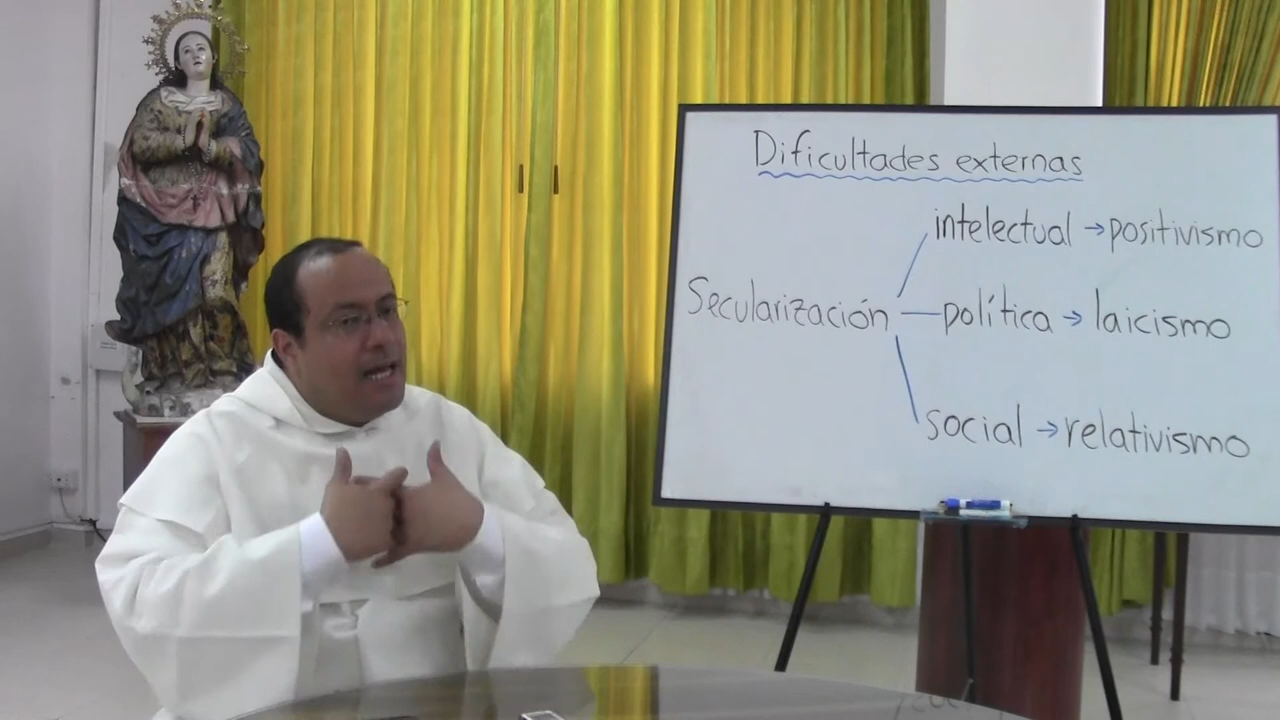 Dificultades externas
intelectual → positivismo
Secularización — política → laicismo
social → relativismo